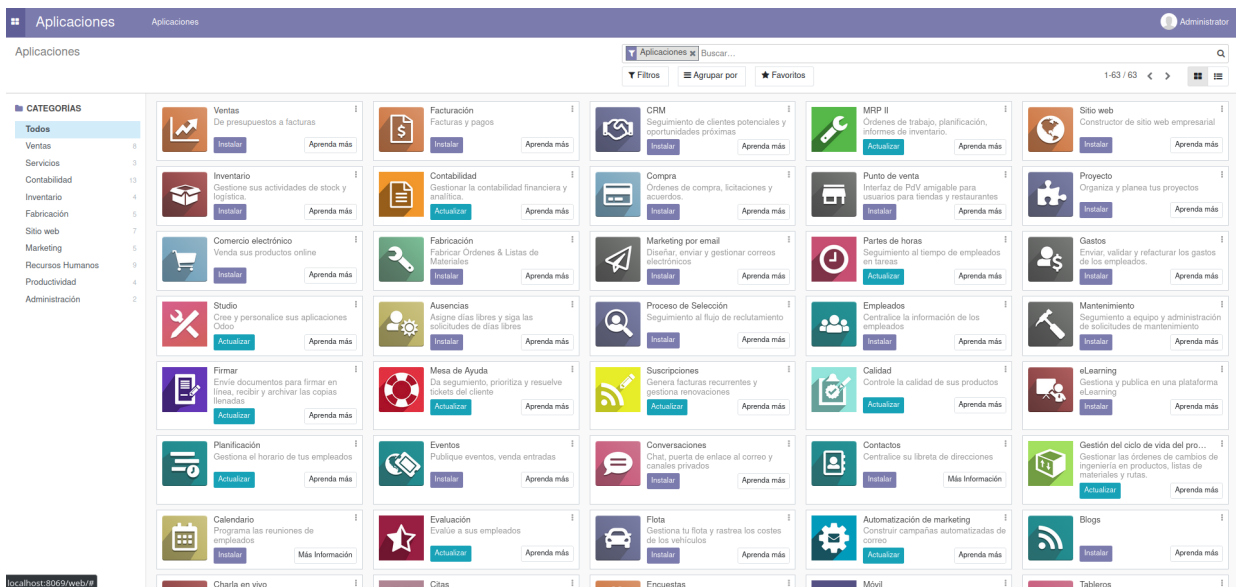 Aplicaciones Aplicaciones Administrator
Aplicaciones
Aplicaciones x Buscar...
Filtros Agrupar por Favoritos 1-63 / 63
CATEGORÍAS
Todos
Ventas 8
Servicios 3
Contabilidad 13
Inventario 4
Fabricación 5
Sitio web 7
Marketing 5
Recursos Humanos 9
Productividad 4
Administración 2
Ventas
De presupuestos a facturas
Instalar Aprenda más
Facturación
Facturas y pagos
Instalar Aprenda más
CRM
Seguimiento de clientes potenciales y
oportunidades próximas
Instalar Aprenda más
MRP II
Órdenes de trabajo, planificación,
informes de inventario.
Actualizar Aprenda más
Sitio web
Constructor de sitio web empresarial
Instalar Aprenda más
Inventario
Gestione sus actividades de stock y
logística.
Instalar Aprenda más
Contabilidad
Gestionar la contabilidad financiera y
analítica.
Actualizar Aprenda más
Compra
Órdenes de compra, licitaciones y
acuerdos.
Instalar Aprenda más
Punto de venta
Interfaz de PdV amigable para
usuarios para tiendas y restaurantes
Instalar Aprenda más
Proyecto
Organiza y planea tus proyectos
Instalar Aprenda más
Comercio electrónico
Venda sus productos online
Instalar Aprenda más
Fabricación
Fabricar Órdenes & Listas de
Materiales
Instalar Aprenda más
Marketing por email
Diseñar, enviar y gestionar correos
electrónicos
Instalar Aprenda más
Partes de horas
Seguimiento al tiempo de empleados
en tareas
Actualizar Aprenda más
Gastos
Enviar, validar y refacturar los gastos
de los empleados.
Instalar Aprenda más
Studio
Cree y personalice sus aplicaciones
Odoo
Actualizar Aprenda más
Ausencias
Asigne días libres y siga las
solicitudes de días libres
Instalar Aprenda más
Proceso de Selección
Seguimiento al flujo de reclutamiento
Instalar Aprenda más
Empleados
Centralice la información de los
empleados
Instalar Aprenda más
Mantenimiento
Seguimiento a equipo y administración
de solicitudes de mantenimiento
Instalar Aprenda más
Firmar
Envíe documentos para firmar en
línea, recibir y archivar las copias
llenadas
Actualizar Aprenda más
Mesa de Ayuda
Da segumiento, prioritiza y resuelve
tickets del cliente
Actualizar Aprenda más
Suscripciones
Genera facturas recurrentes y
gestiona renovaciones
Actualizar Aprenda más
Calidad
Controle la calidad de sus productos
Actualizar Aprenda más
eLearning
Gestiona y publica en una plataforma
eLearning
Instalar Aprenda más
Planificación
Gestiona el horario de tus empleados
Actualizar Aprenda más
Eventos
Publique eventos, venda entradas
Instalar Aprenda más
Conversaciones
Chat, puerta de enlace al correo y
canales privados
Instalar Aprenda más
Contactos
Centralice su libreta de direcciones
Instalar Más Información
Gestión del ciclo de vida del pro...
Gestionar las órdenes de cambios de
ingeniería en productos, listas de
materiales y rutas.
Actualizar Aprenda más
Calendario
Programa las reuniones de
empleados
Instalar Más Información
Evaluación
Evalúe a sus empleados
Actualizar Aprenda más
Flota
Gestiona tu flota y rastrea los costes
de los vehículos
Instalar Aprenda más
Automatización de marketing
Construir campañas automatizadas de
correo
Actualizar Aprenda más
Blogs
Instalar Aprenda más
Charla en vivo
Citas
Encuestas
Móvil
Tableros
localhost:8069/web/#